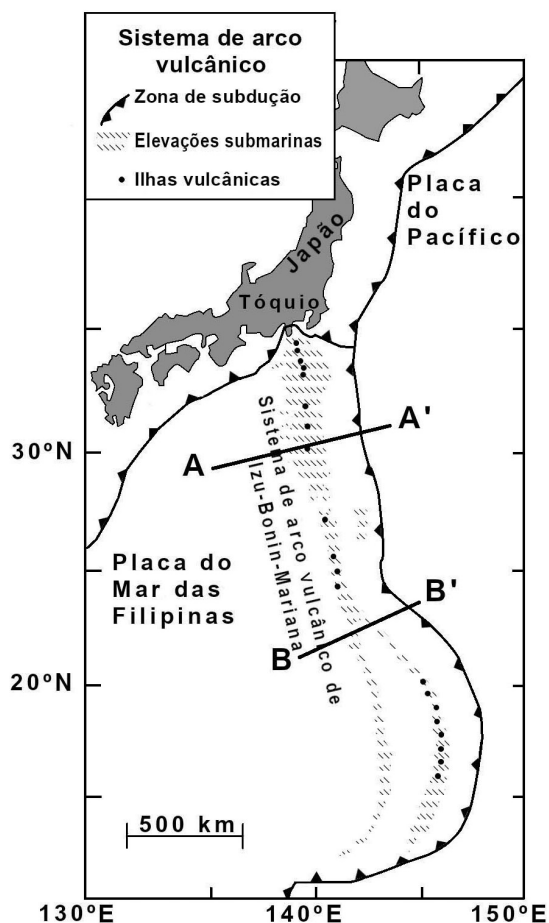 Sistema de arco
vulcânico
Zona de subdução
Elevações submarinas
Ilhas vulcânicas
Placa
do
Pacífico
Japão
Tóquio
A'
30°N
A
Sistema de arco vulcânico de
Izu-Bonin-Mariana
Placa do
Mar das
Filipinas
B'
B
20°N
500 km
130°E
140°E
150°E